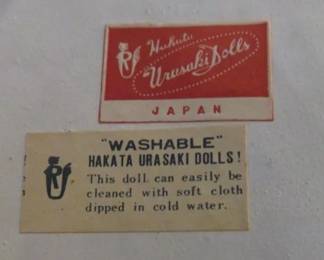 Hakata
Urasaki Dolls
JAPAN
"WASHABLE"
HAKATA URASAKI DOLLS!
This doll can easily be
cleaned with soft cloth
dipped in cold water.